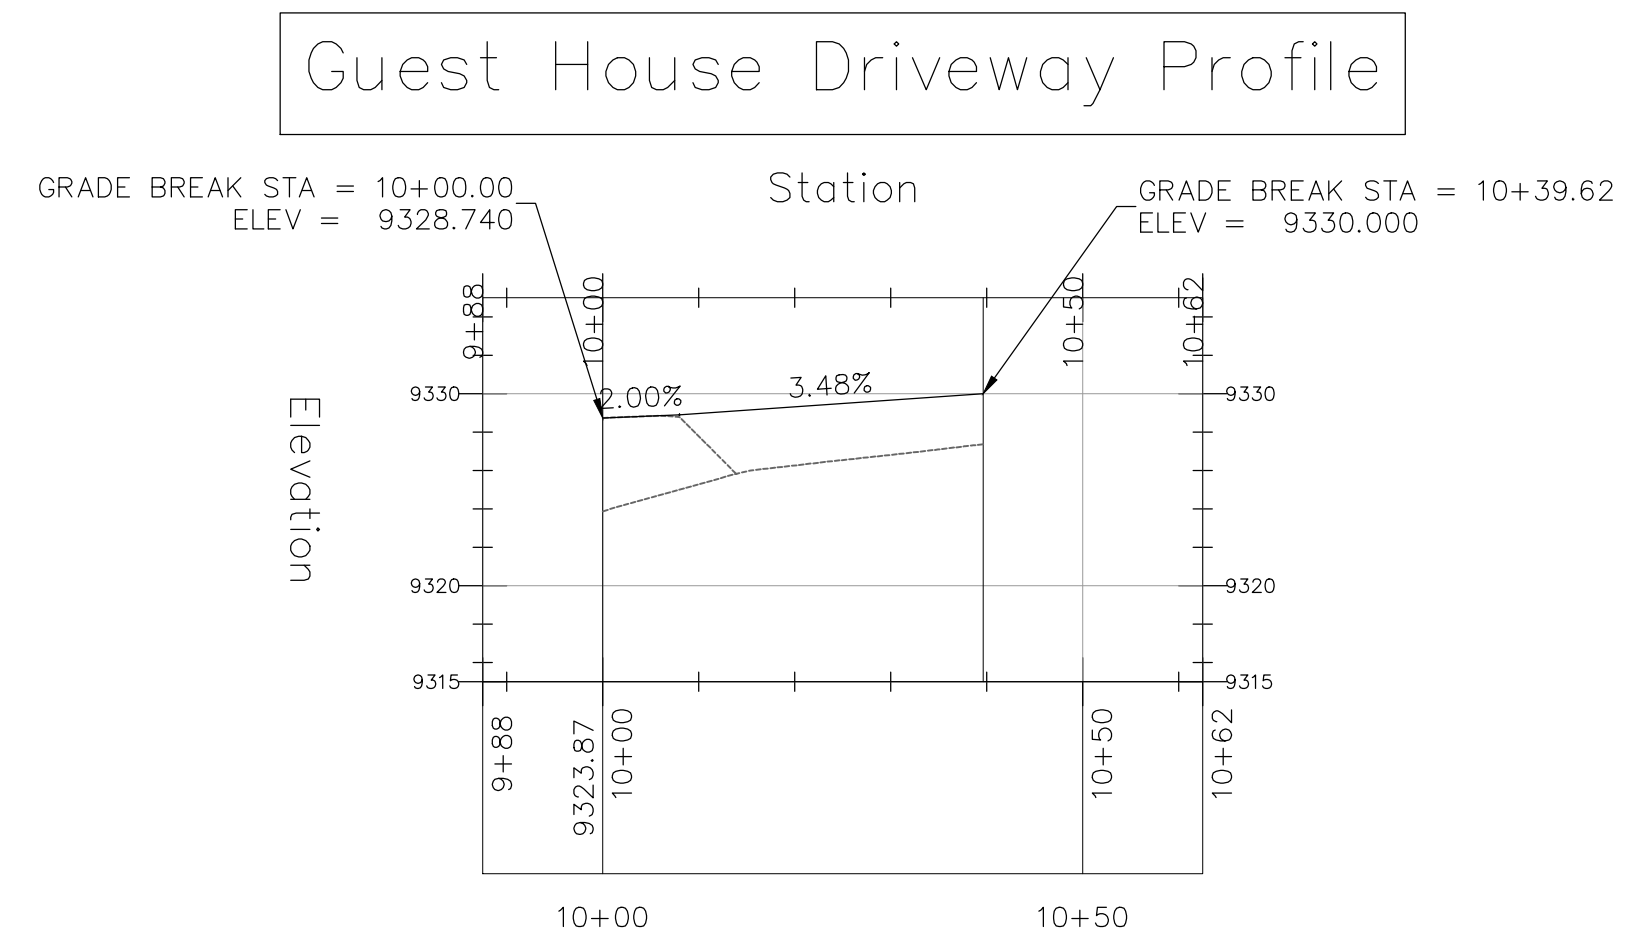 Guest House Driveway Profile
Station
GRADE BREAK STA = 10+00.00
ELEV = 9328.740
GRADE BREAK STA = 10+39.62
ELEV = 9330.000
9+88
10+00
10+50
10+62
Elevation
9330
2.00%
3.48%
9330
9320
9320
9315
9315
9+88
9323.87
10+00
10+50
10+62
10+00
10+50